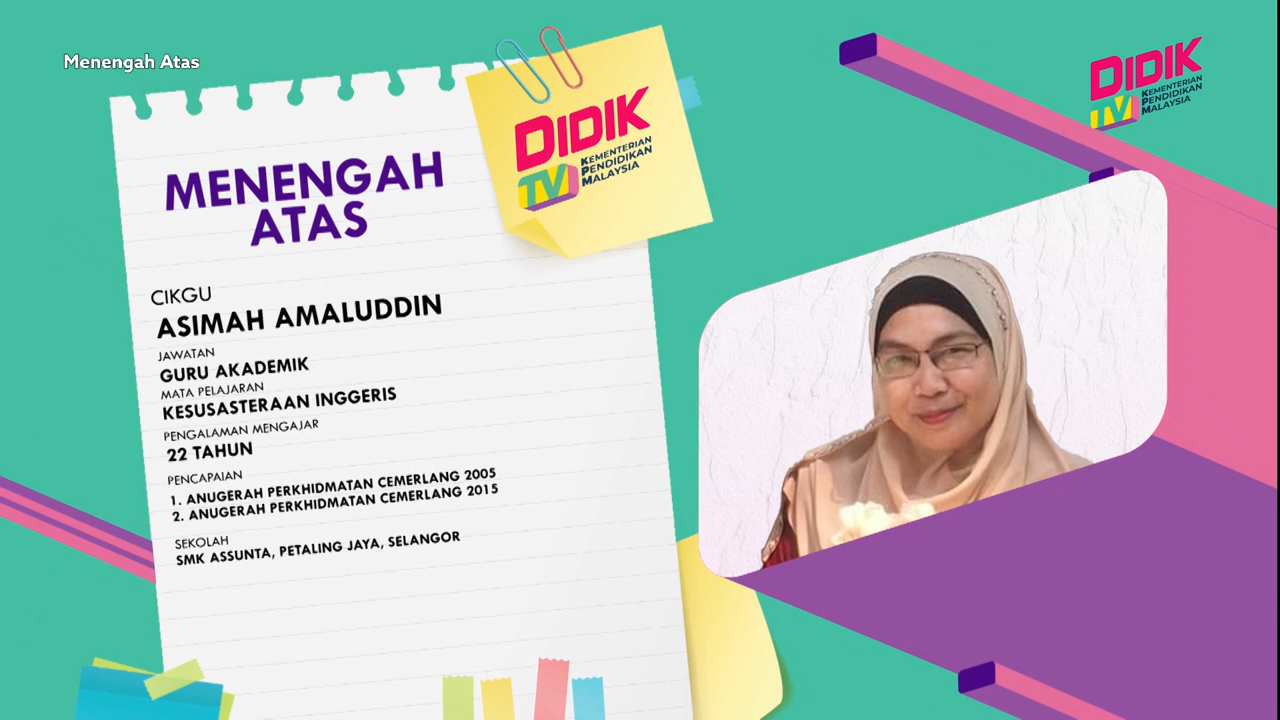 Menengah Atas
MENENGAH
ATAS
DIDIK
TV
KEMENTERIAN
PENDIDIKAN
MALAYSIA
CIKGU
ASIMAH AMALUDDIN
JAWATAN
GURU AKADEMIK
MATA PELAJARAN
KESUSASTERAAN INGGERIS
PENGALAMAN MENGAJAR
22 TAHUN
PENCAPAIAN
1. ANUGERAH PERKHIDMATAN CEMERLANG 2005
2. ANUGERAH PERKHIDMATAN CEMERLANG 2015
SEKOLAH
SMK ASSUNTA, PETALING JAYA, SELANGOR
DIDIK
TV
KEMENTERIAN
PENDIDIKAN
MALAYSIA